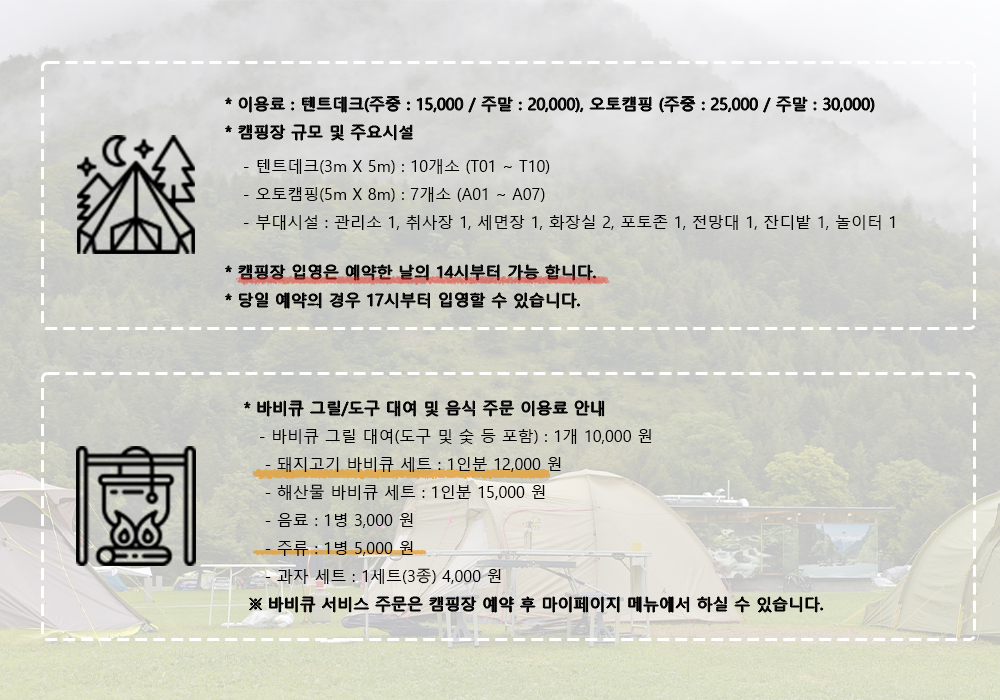 * 이용료 : 텐트데크(주중 : 15,000 / 주말 : 20,000), 오토캠핑 (주중 : 25,000 / 주말 : 30,000)
* 캠핑장 규모 및 주요시설
- 텐트데크(3m X 5m) : 10개소 (T01 ~ T10)
- 오토캠핑(5m X 8m) : 7개소 (A01 ~ A07)
- 부대시설 : 관리소 1, 취사장 1, 세면장 1, 화장실 2, 포토존 1, 전망대 1, 잔디밭 1, 놀이터 1
* 캠핑장 입영은 예약한 날의 14시부터 가능 합니다.
* 당일 예약의 경우 17시부터 입영할 수 있습니다.
* 바비큐 그릴/도구 대여 및 음식 주문 이용료 안내
- 바비큐 그릴 대여(도구 및 숯 등 포함) : 1개 10,000 원
- 돼지고기 바비큐 세트 : 1인분 12,000 원
- 해산물 바비큐 세트 : 1인분 15,000 원
- 음료 : 1병 3,000 원
- 주류 : 1병 5,000 원
- 과자 세트 : 1세트(3종) 4,000 원
※ 바비큐 서비스 주문은 캠핑장 예약 후 마이페이지 메뉴에서 하실 수 있습니다.